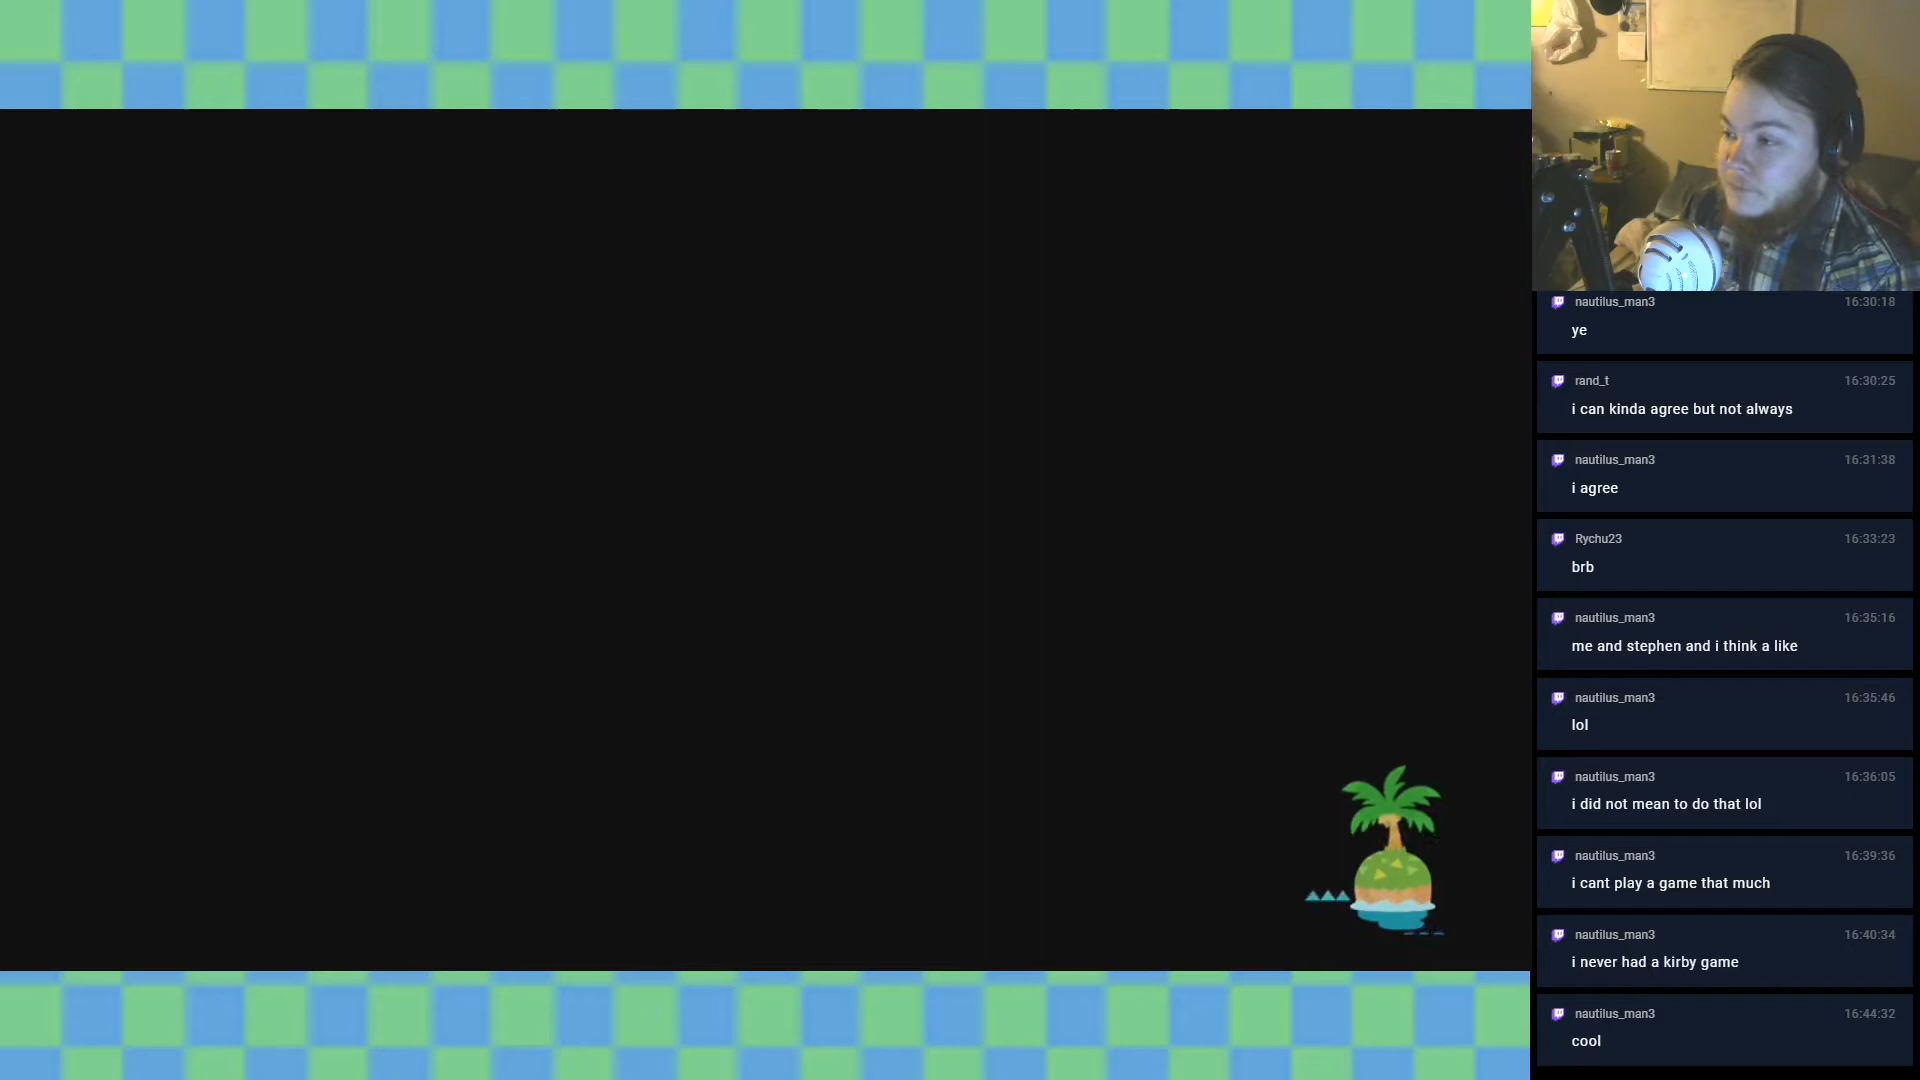 nautilus_man3 16:30:18
ye
rand_t 16:30:25
i can kinda agree but not always
nautilus_man3 16:31:38
i agree
Rychu23 16:33:23
brb
nautilus_man3 16:35:16
me and stephen and i think a like
nautilus_man3 16:35:46
lol
nautilus_man3 16:36:05
i did not mean to do that lol
nautilus_man3 16:39:36
i cant play a game that much
nautilus_man3 16:40:34
i never had a kirby game
nautilus_man3 16:44:32
cool